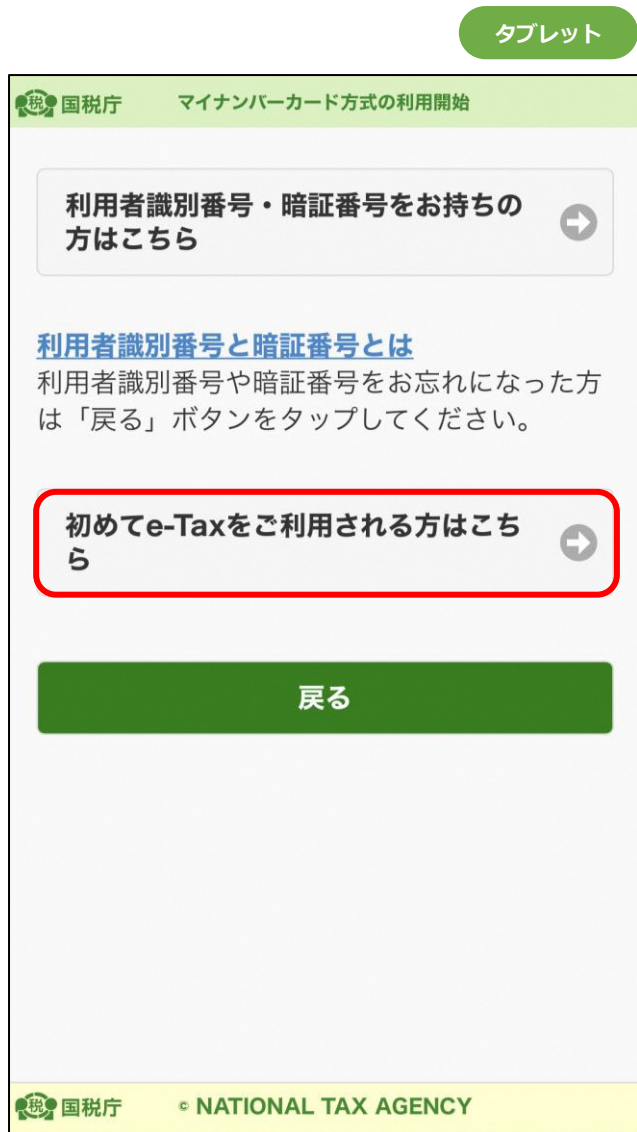 タブレット
税 国税庁 マイナンバーカード方式の利用開始
利用者識別番号・暗証番号をお持ちの
方はこちら
利用者識別番号と暗証番号とは
利用者識別番号や暗証番号をお忘れになった方
は「戻る」ボタンをタップしてください。
初めてe-Taxをご利用される方はこち
ら
戻る
税 国税庁 © NATIONAL TAX AGENCY